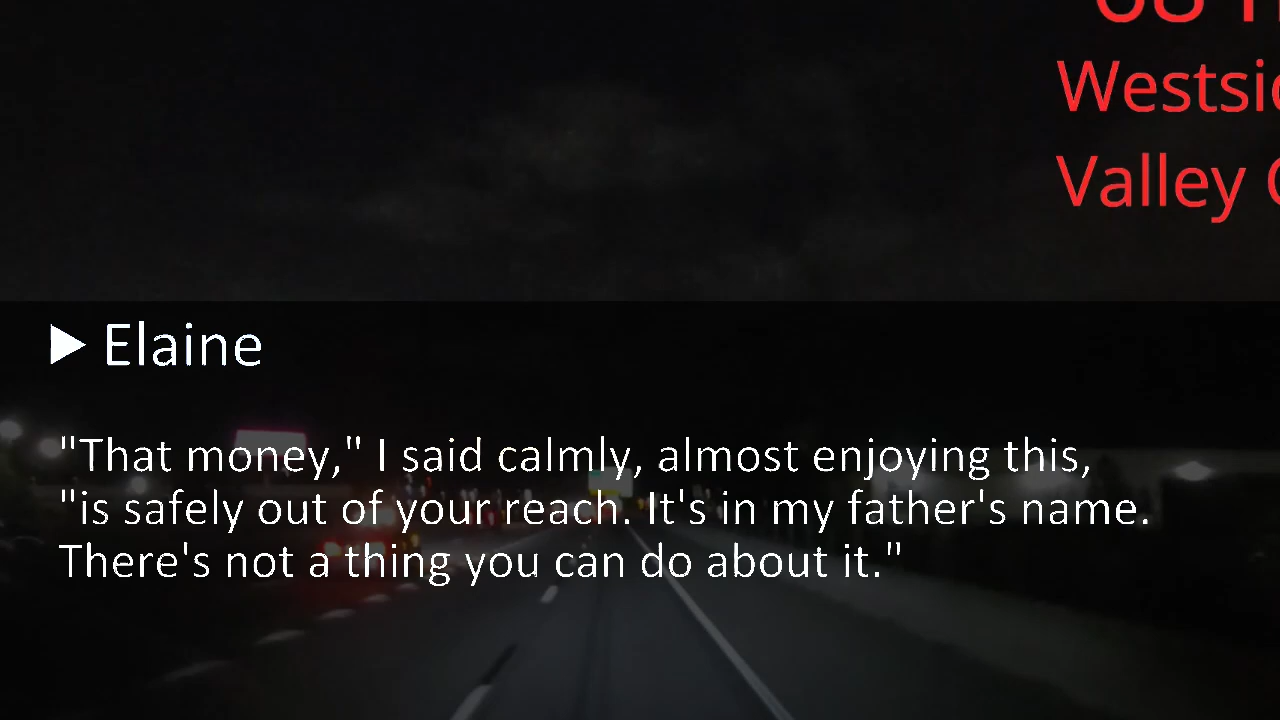 Valley
Elaine
"That money," I said calmly, almost enjoying this,
"is safely out of your reach. It's in my father's name.
There's not a thing you can do about it."